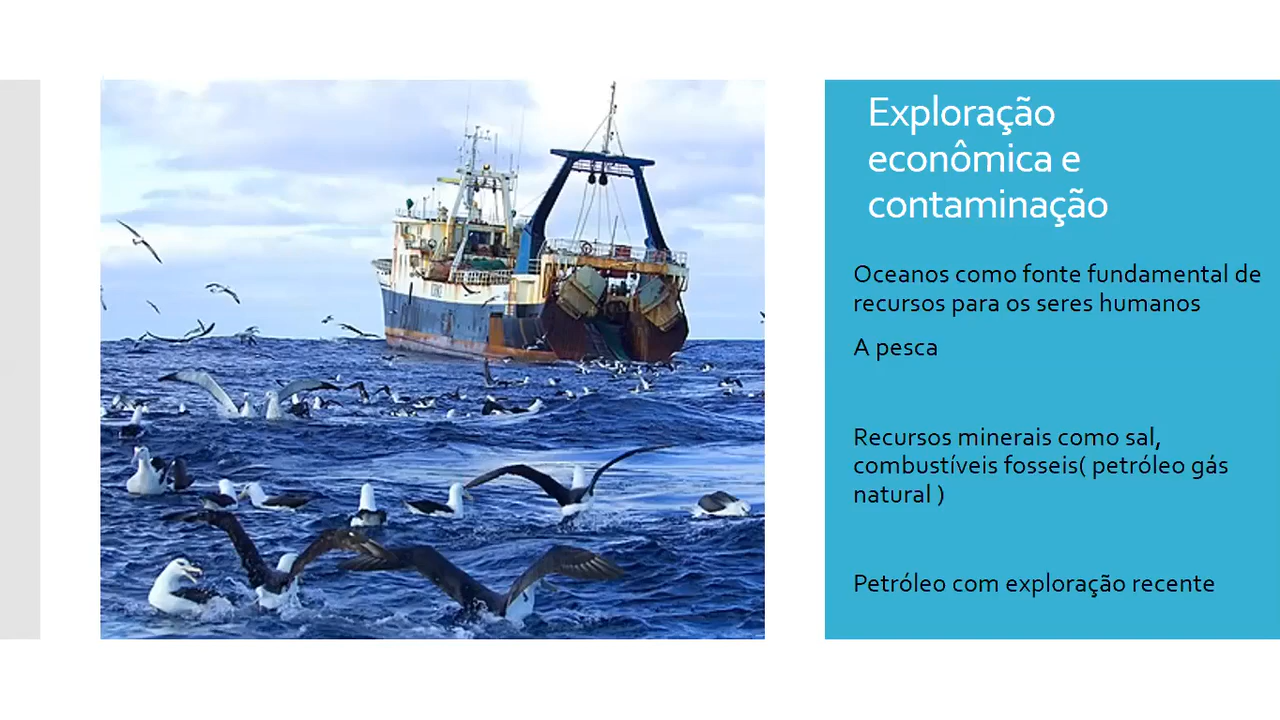 Exploração
econômica e
contaminação
Oceanos como fonte fundamental de
recursos para os seres humanos
A pesca
Recursos minerais como sal,
combustíveis fosseis( petróleo gás
natural )
Petróleo com exploração recente